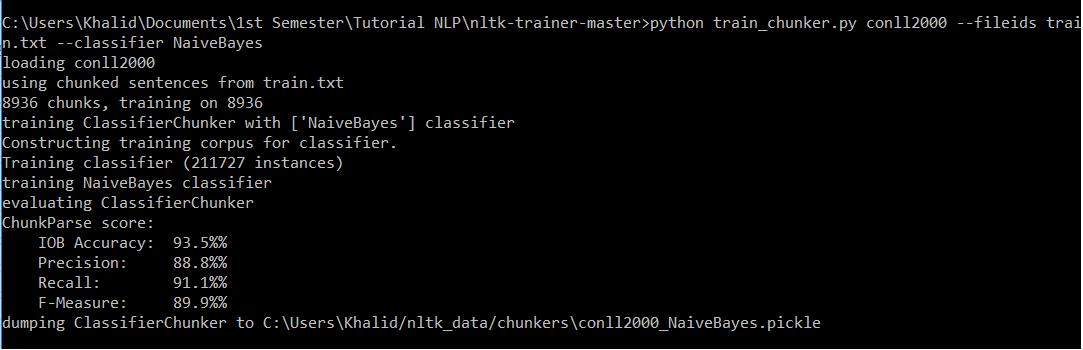 C:\Users\Khalid\Documents\1st Semester\Tutorial NLP\nltk-trainer-master>python train_chunker.py conll2000 --fileids trai
n.txt --classifier NaiveBayes
loading conll2000
using chunked sentences from train.txt
8936 chunks, training on 8936
training ClassifierChunker with ['NaiveBayes'] classifier
Constructing training corpus for classifier.
Training classifier (211727 instances)
training NaiveBayes classifier
evaluating ClassifierChunker
ChunkParse score:
    IOB Accuracy:  93.5%%
    Precision:     88.8%%
    Recall:        91.1%%
    F-Measure:     89.9%%
dumping ClassifierChunker to C:\Users\Khalid/nltk_data/chunkers\conll2000_NaiveBayes.pickle